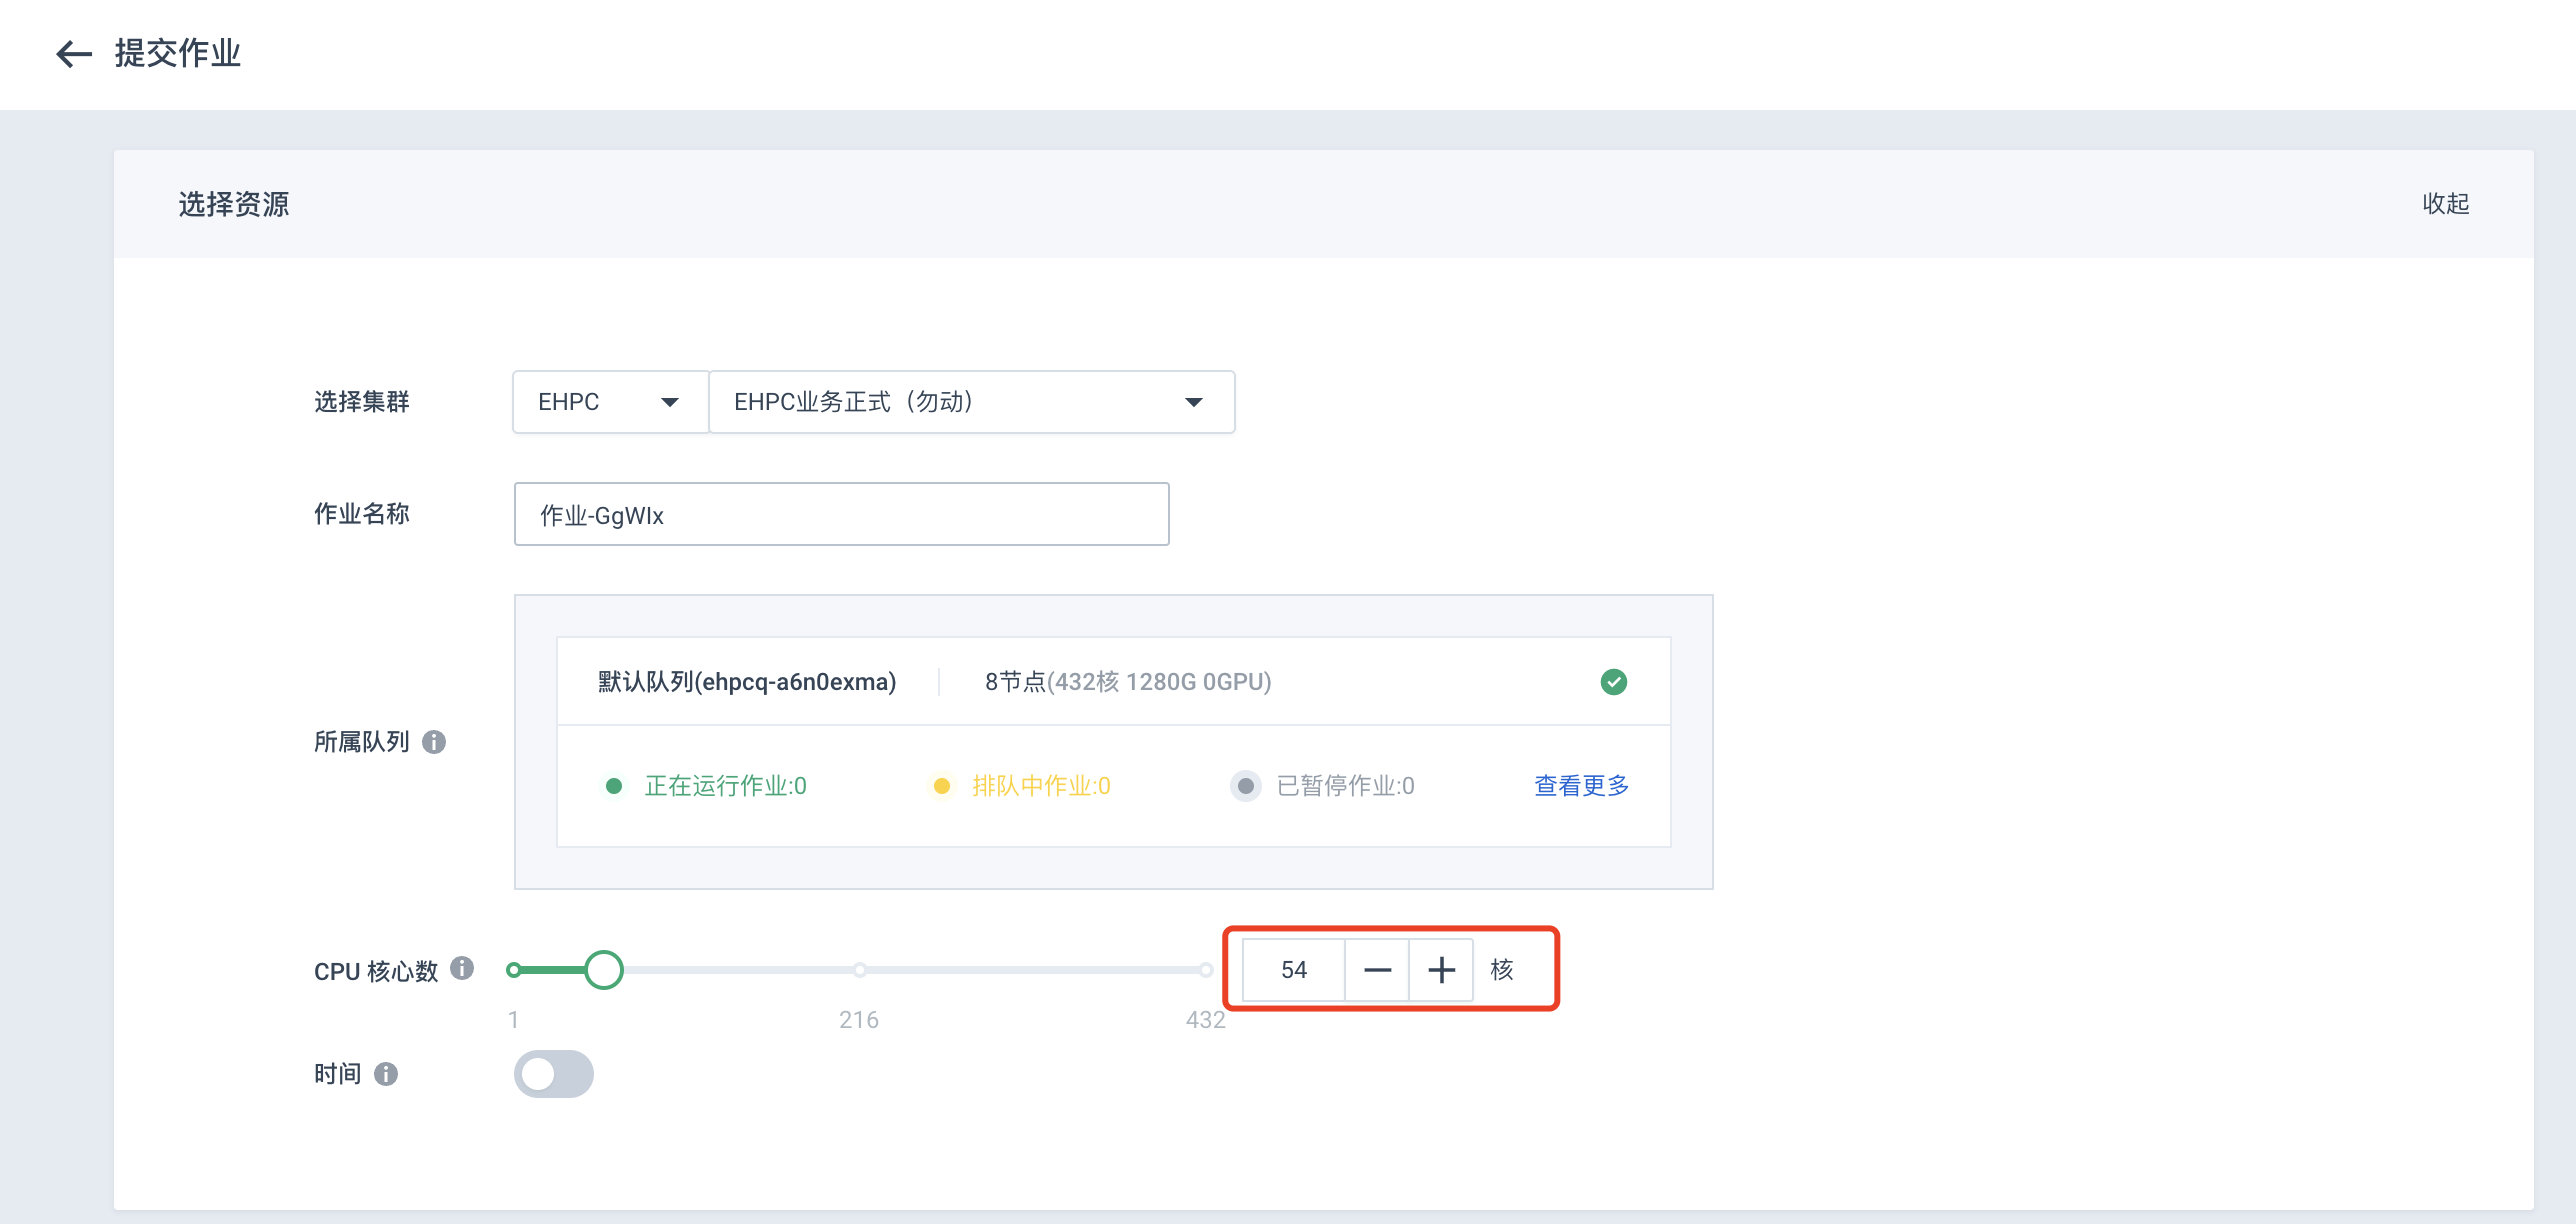 提交作业
选择资源
收起
选择集群
EHPC
EHPC业务正式（勿动）
作业名称
作业-GgWIx
所属队列
默认队列(ehpcq-a6n0exma)
8节点(432核 1280G 0GPU)
正在运行作业:0
排队中作业:0
已暂停作业:0
查看更多
CPU 核心数
54
核
1
216
432
时间